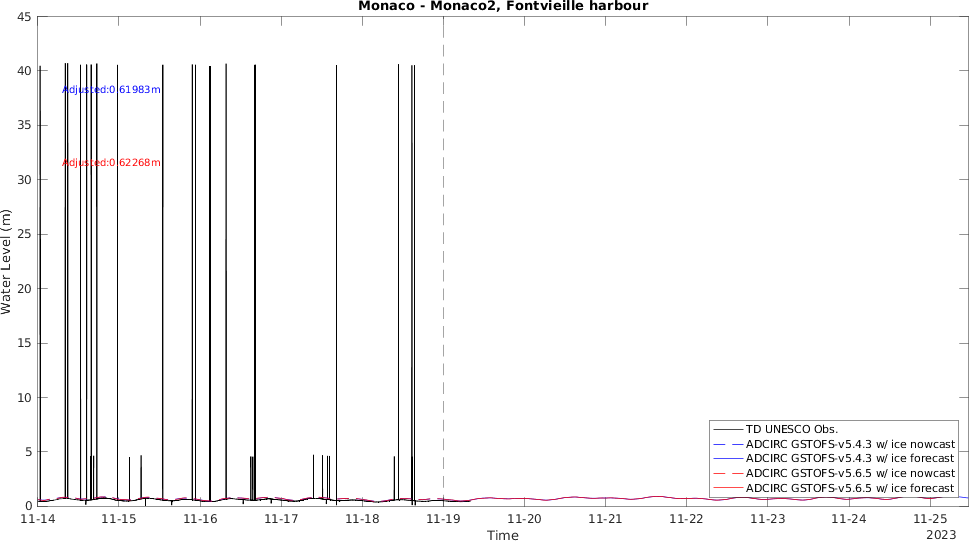 Monaco - Monaco2, Fontvieille harbour
Water Level (m)
45
40
35
30
25
20
15
10
5
0
Adjusted:0.61983m
Adjusted:0.62268m
TD UNESCO Obs.
ADCIRC GSTOFS-v5.4.3 w/ ice nowcast
ADCIRC GSTOFS-v5.4.3 w/ ice forecast
ADCIRC GSTOFS-v5.6.5 w/ ice nowcast
ADCIRC GSTOFS-v5.6.5 w/ ice forecast
11-14 11-15 11-16 11-17 11-18 11-19 11-20 11-21 11-22 11-23 11-24 11-25
Time
2023